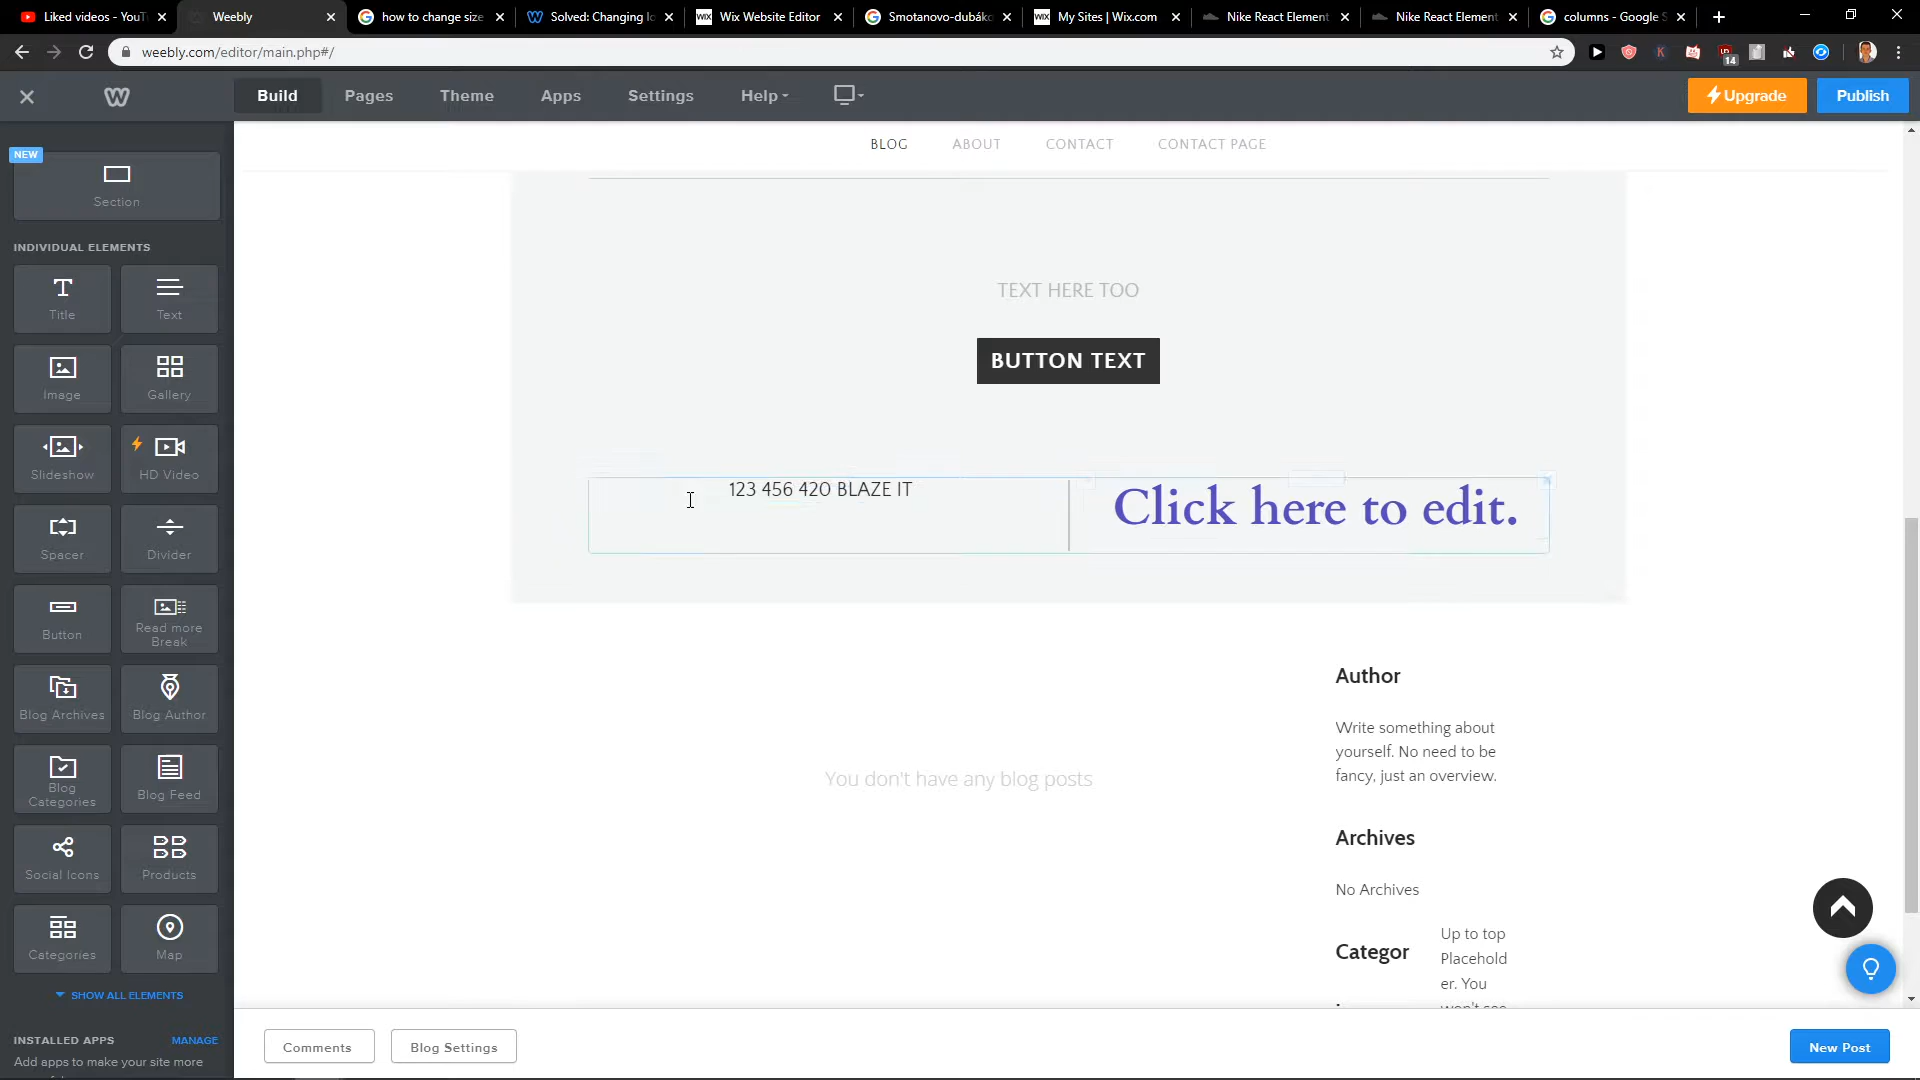 Liked videos - YouT
Weebly
how to change size
Solved: Changing lo
Wix Website Editor
Smotanovo-dubák
My Sites | Wix.com
Nike React Element
Nike React Element
columns - Google S
weebly.com/editor/main.php#/
14
Build
Pages
Theme
Apps
Settings
Help
Upgrade
Publish
NEW
Section
INDIVIDUAL ELEMENTS
Title
Text
Image
Gallery
Slideshow
HD Video
Spacer
Divider
Button
Read more
Break
Blog Archives
Blog Author
Blog
Categories
Blog Feed
Social Icons
Products
Categories
Map
SHOW ALL ELEMENTS
INSTALLED APPS
MANAGE
Add apps to make your site more
BLOG
ABOUT
CONTACT
CONTACT PAGE
TEXT HERE TOO
BUTTON TEXT
123 456 420 BLAZE IT
Click here to edit.
You don't have any blog posts
Author
Write something about
yourself. No need to be
fancy, just an overview.
Archives
No Archives
Categor
Up to top
Placehold
er. You
won't see
Comments
Blog Settings
New Post